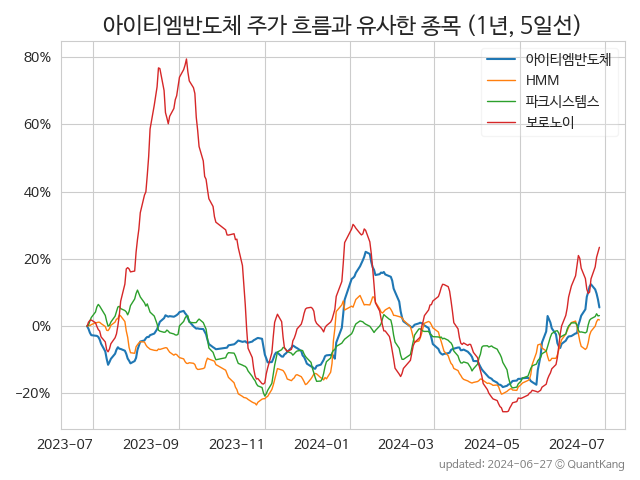 아이티엠반도체 주가 흐름과 유사한 종목 (1년, 5일선)
아이티엠반도체
HMM
파크시스템스
보로노이
80%
60%
40%
20%
0%
−20%
2023-07 2023-09 2023-11 2024-01 2024-03 2024-05 2024-07
updated: 2024-06-27 © QuantKang